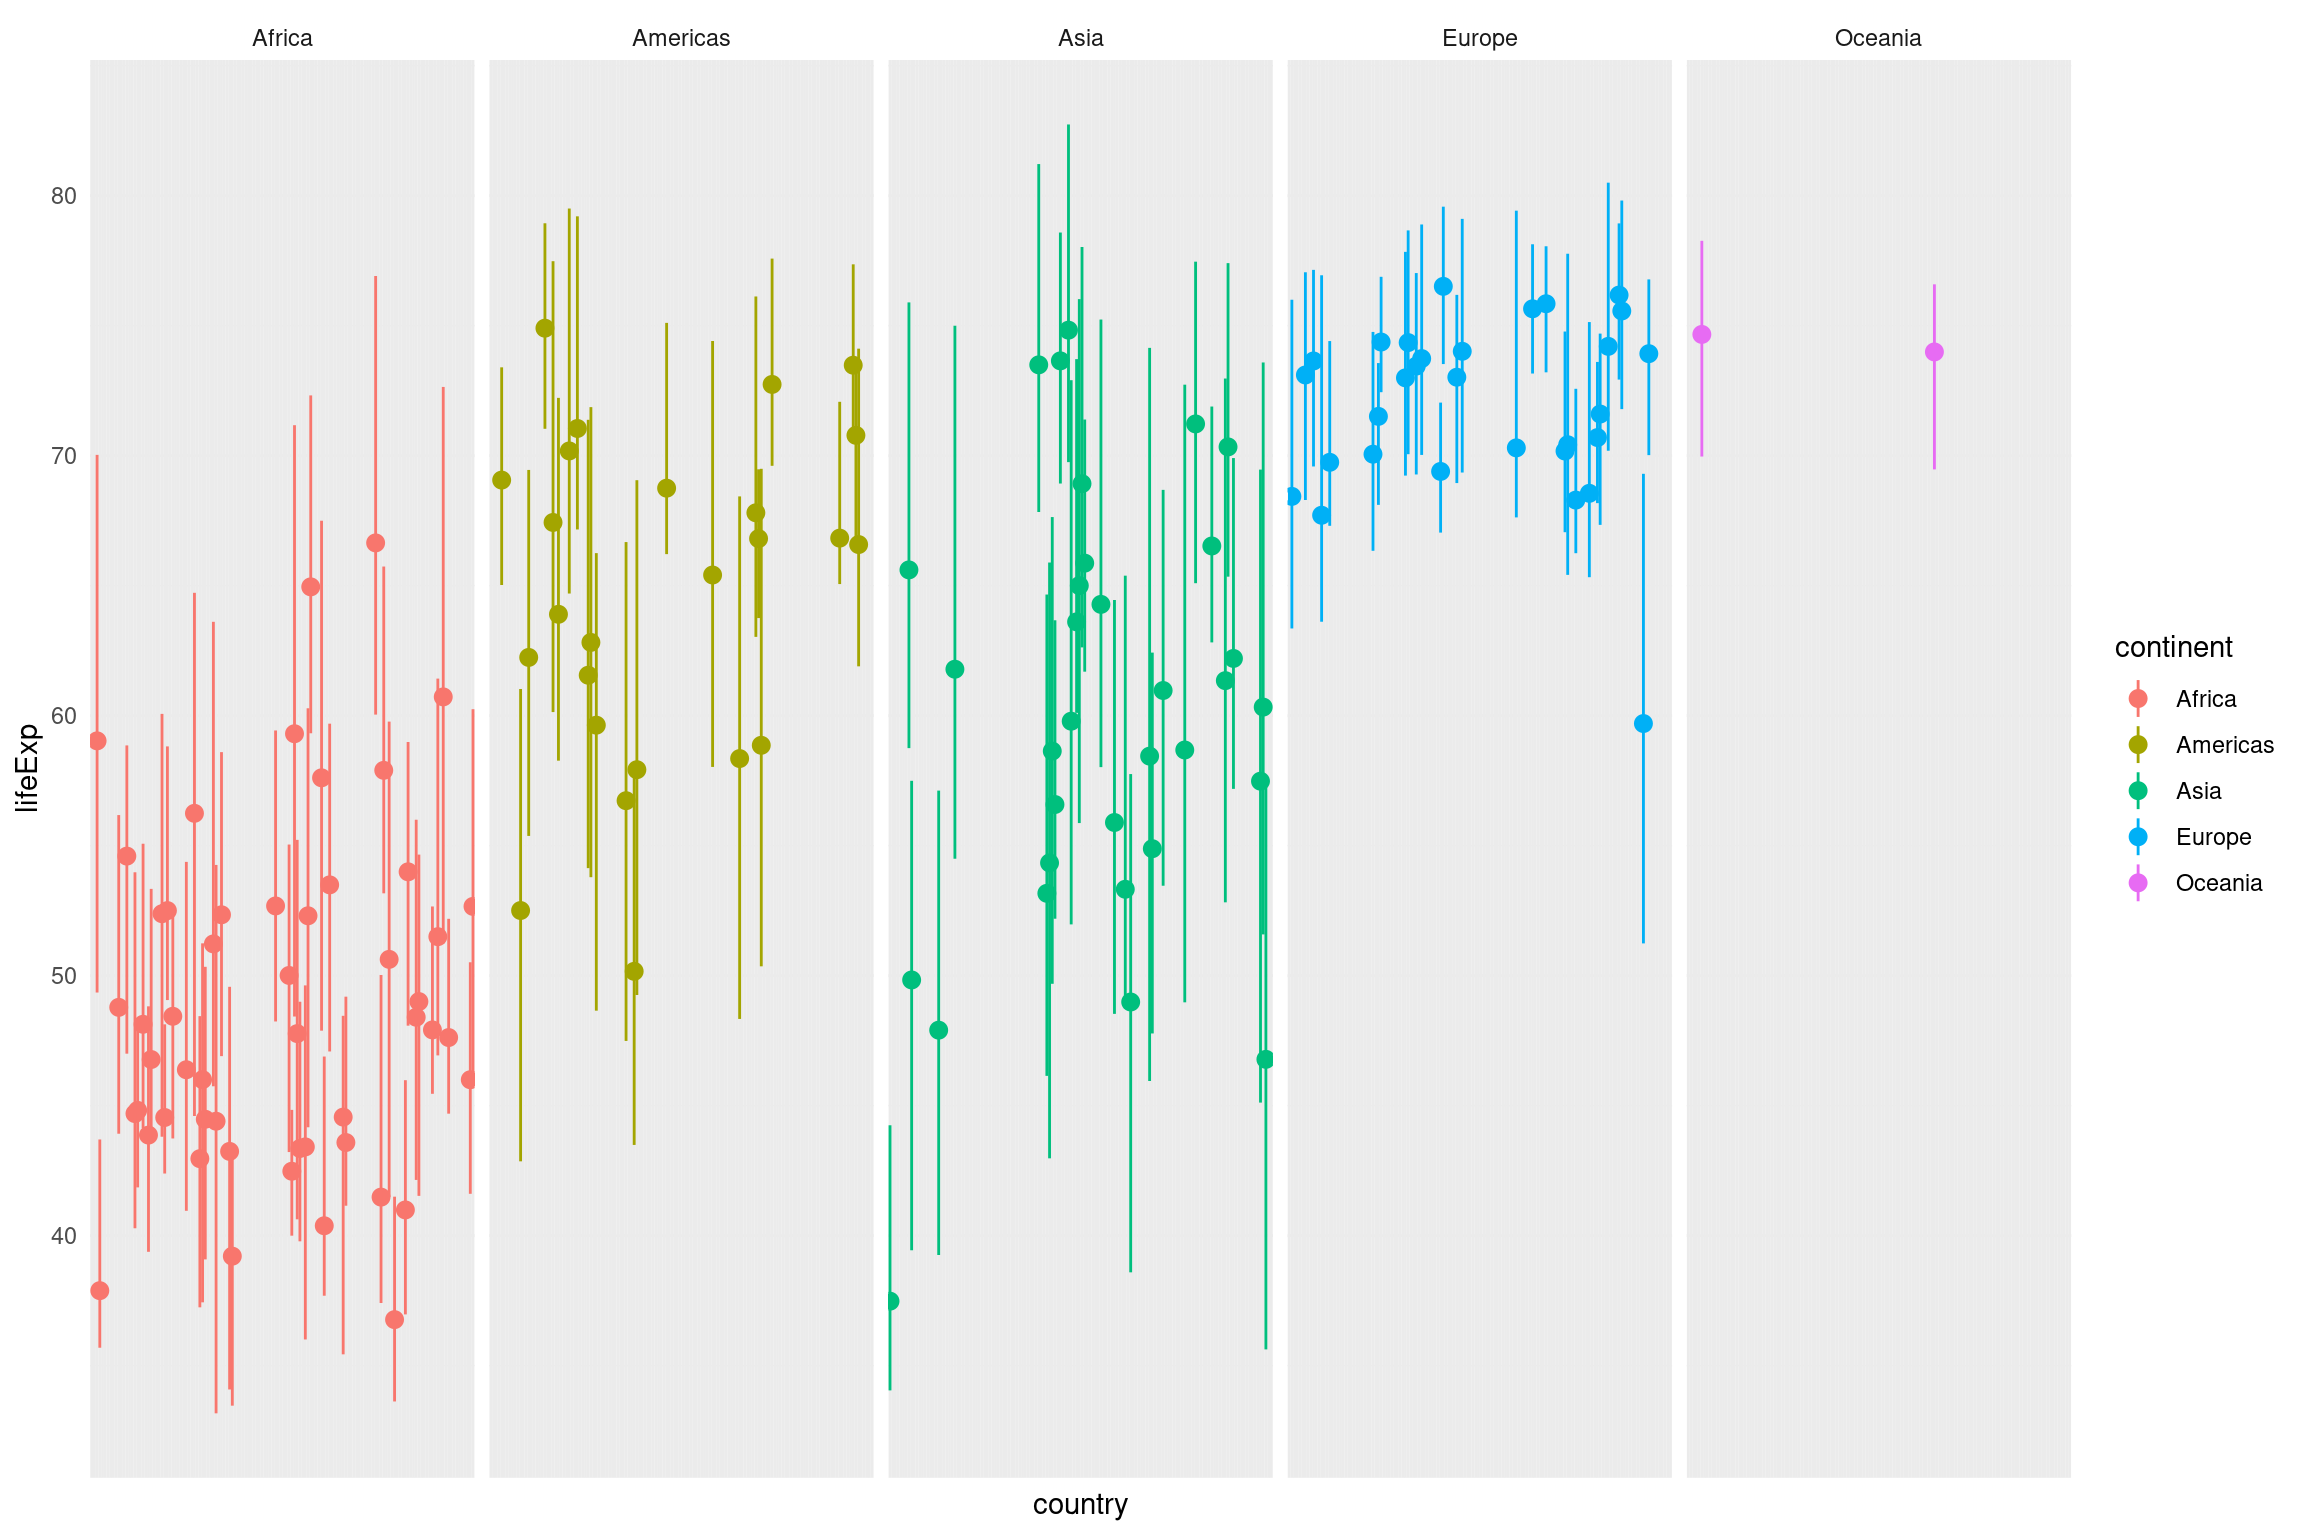 Africa Americas Asia Europe Oceania
80
70
60
50
40
lifeExp
country
continent
Africa
Americas
Asia
Europe
Oceania